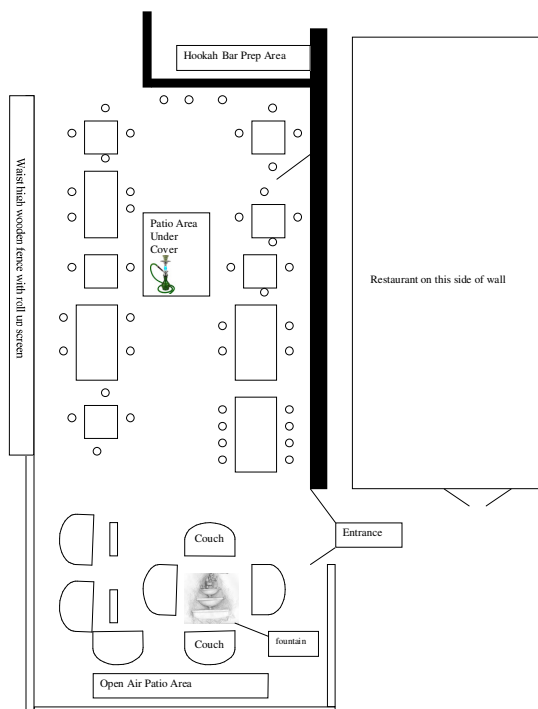 Hookah Bar Prep Area
Waist high wooden fence with roll up screen
Patio Area
Under
Cover
Restaurant on this side of wall
Entrance
Couch
fountain
Couch
Open Air Patio Area